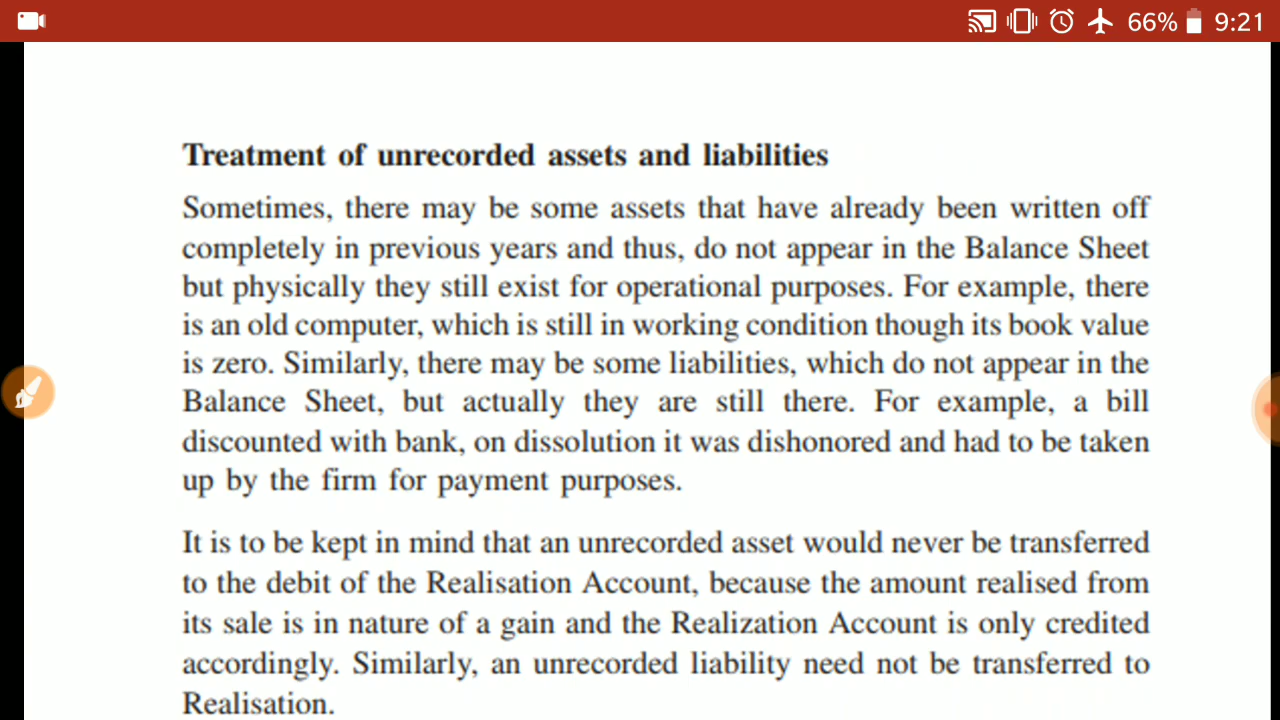 66% 9:21
Treatment of unrecorded assets and liabilities
Sometimes, there may be some assets that have already been written off
completely in previous years and thus, do not appear in the Balance Sheet
but physically they still exist for operational purposes. For example, there
is an old computer, which is still in working condition though its book value
is zero. Similarly, there may be some liabilities, which do not appear in the
Balance Sheet, but actually they are still there. For example, a bill
discounted with bank, on dissolution it was dishonored and had to be taken
up by the firm for payment purposes.
It is to be kept in mind that an unrecorded asset would never be transferred
to the debit of the Realisation Account, because the amount realised from
its sale is in nature of a gain and the Realization Account is only credited
accordingly. Similarly, an unrecorded liability need not be transferred to
Realisation.